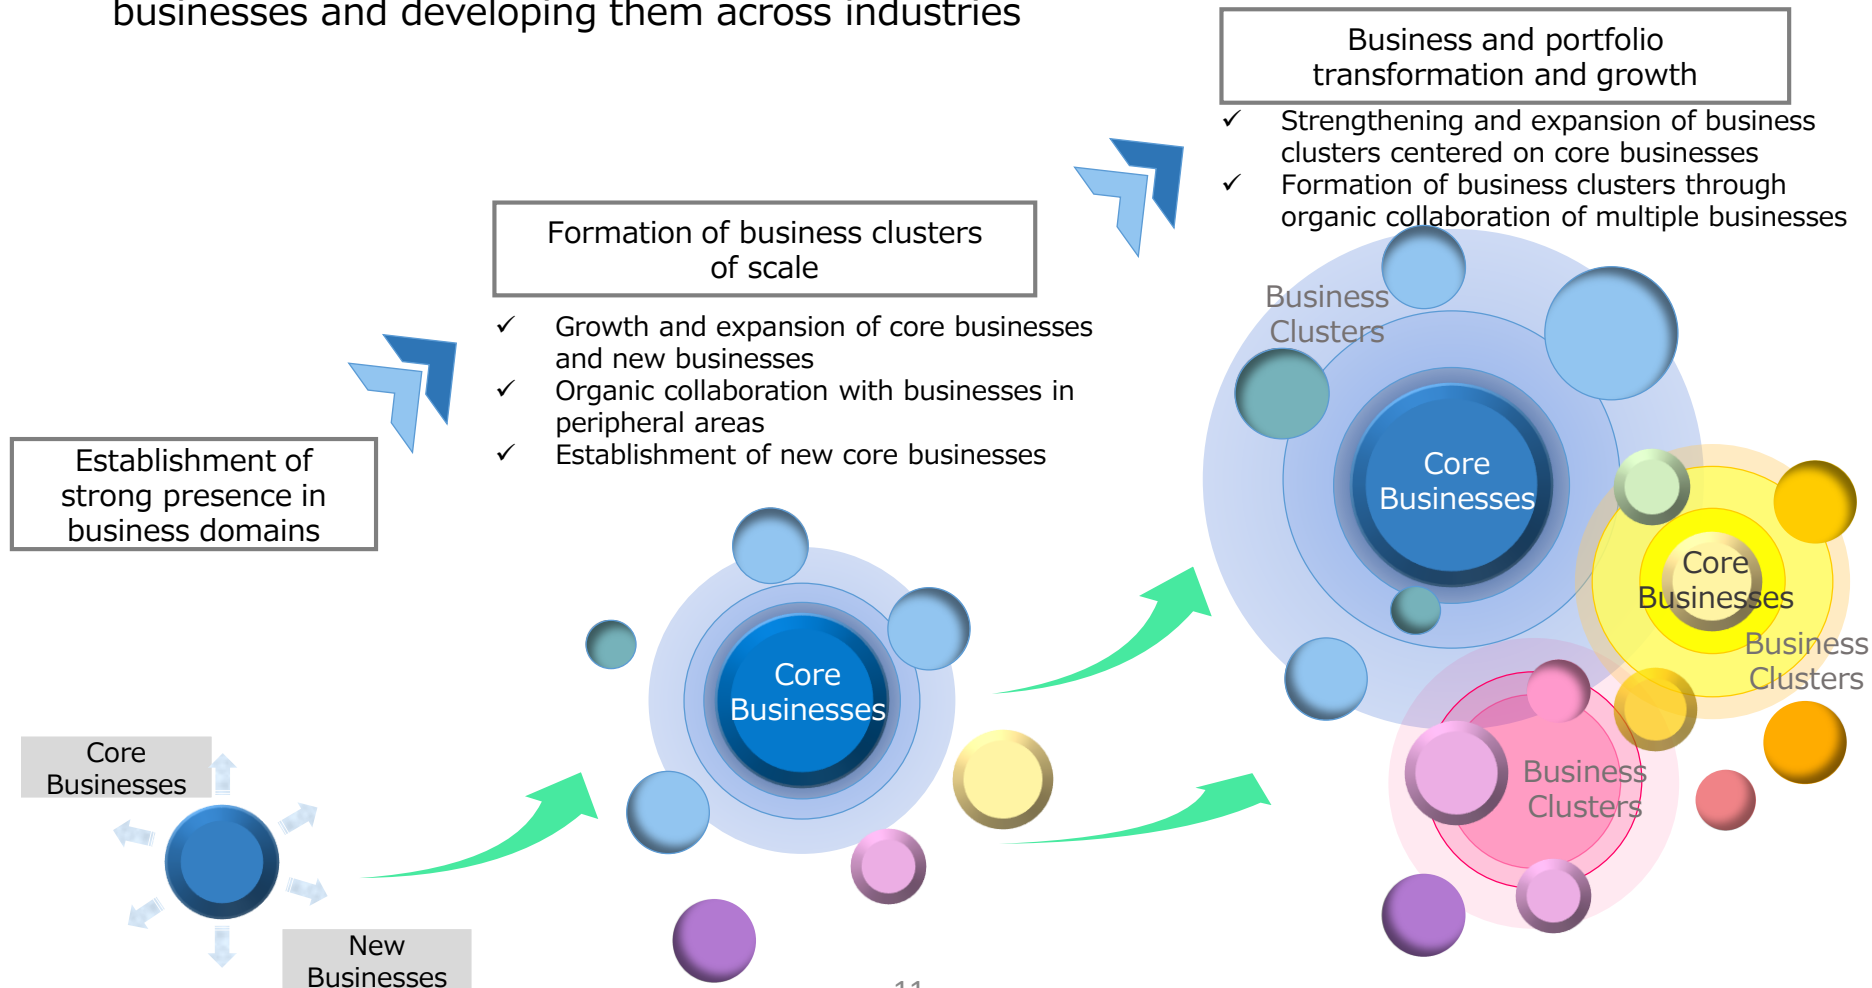 businesses and developing them across industries
Business and portfolio
transformation and growth
✓ Strengthening and expansion of business
clusters centered on core businesses
✓ Formation of business clusters through
organic collaboration of multiple businesses
Formation of business clusters
of scale
✓ Growth and expansion of core businesses
and new businesses
✓ Organic collaboration with businesses in
peripheral areas
✓ Establishment of new core businesses
Establishment of
strong presence in
business domains
Core
Businesses
New
Businesses
Core
Businesses
Business
Clusters
Core
Businesses
Core
Businesses
Business
Clusters
Business
Clusters
11